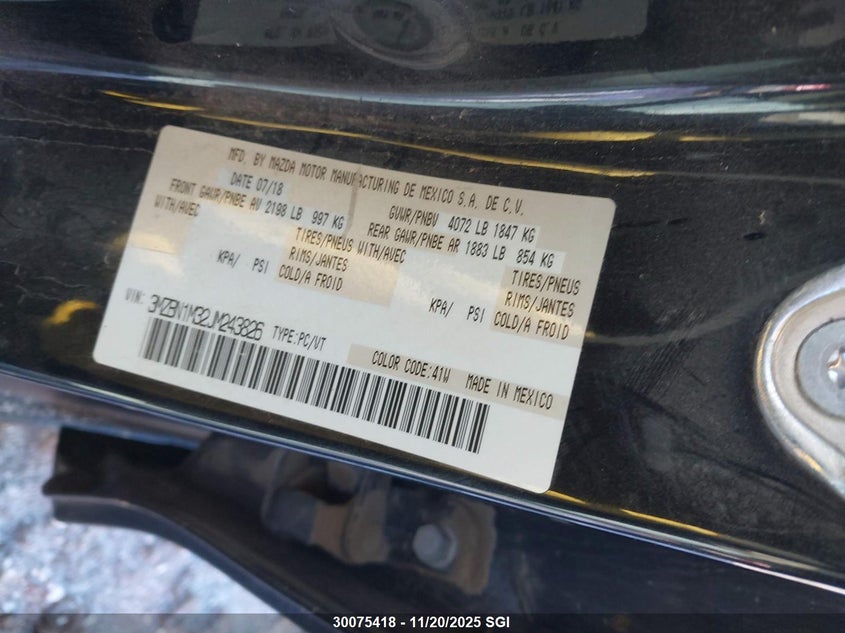 MFD. BY MAZDA MOTOR MANUFACTURING DE MEXICO S.A. DE C.V.
DATE 07/18 GVWR/PNBV 4072 LB 1847 KG
FRONT GAWR/PNBE AV 2198 LB 997 KG REAR GAWR/PNBE AR 1883 LB 854 KG
WITH/AVEC TIRES/PNEUS WITH/AVEC TIRES/PNEUS
RIMS/JANTES RIMS/JANTES
KPA/ PSI COLD/A FROID KPA/ PSI COLD/A FROID
VIN: 3MZBN1M32JM243826 TYPE:PC/VT
COLOR CODE:41W MADE IN MEXICO
30075418 - 11/20/2025 SGI